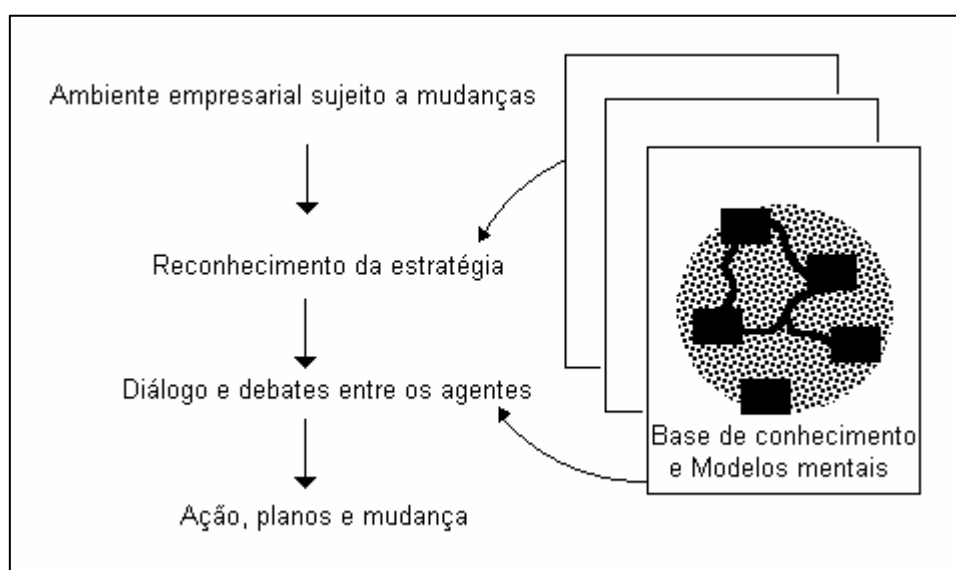 Ambiente empresarial sujeito a mudanças
Reconhecimento da estratégia
Diálogo e debates entre os agentes
Ação, planos e mudança
Base de conhecimento
e Modelos mentais